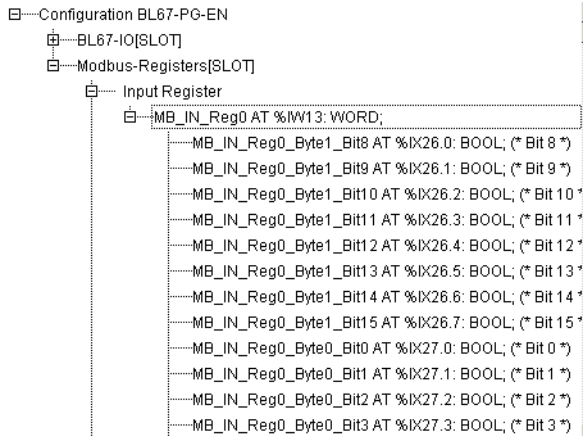 Configuration BL67-PG-EN
BL67-IO[SLOT]
Modbus-Registers[SLOT]
Input Register
MB_IN_Reg0 AT %IW13: WORD;
MB_IN_Reg0_Byte1_Bit8 AT %IX26.0: BOOL; (* Bit 8 *)
MB_IN_Reg0_Byte1_Bit9 AT %IX26.1: BOOL; (* Bit 9 *)
MB_IN_Reg0_Byte1_Bit10 AT %IX26.2: BOOL; (* Bit 10 *
MB_IN_Reg0_Byte1_Bit11 AT %IX26.3: BOOL; (* Bit 11 *
MB_IN_Reg0_Byte1_Bit12 AT %IX26.4: BOOL; (* Bit 12 *
MB_IN_Reg0_Byte1_Bit13 AT %IX26.5: BOOL; (* Bit 13 *
MB_IN_Reg0_Byte1_Bit14 AT %IX26.6: BOOL; (* Bit 14 *
MB_IN_Reg0_Byte1_Bit15 AT %IX26.7: BOOL; (* Bit 15 *
MB_IN_Reg0_Byte0_Bit0 AT %IX27.0: BOOL; (* Bit 0 *)
MB_IN_Reg0_Byte0_Bit1 AT %IX27.1: BOOL; (* Bit 1 *)
MB_IN_Reg0_Byte0_Bit2 AT %IX27.2: BOOL; (* Bit 2 *)
MB_IN_Reg0_Byte0_Bit3 AT %IX27.3: BOOL; (* Bit 3 *)